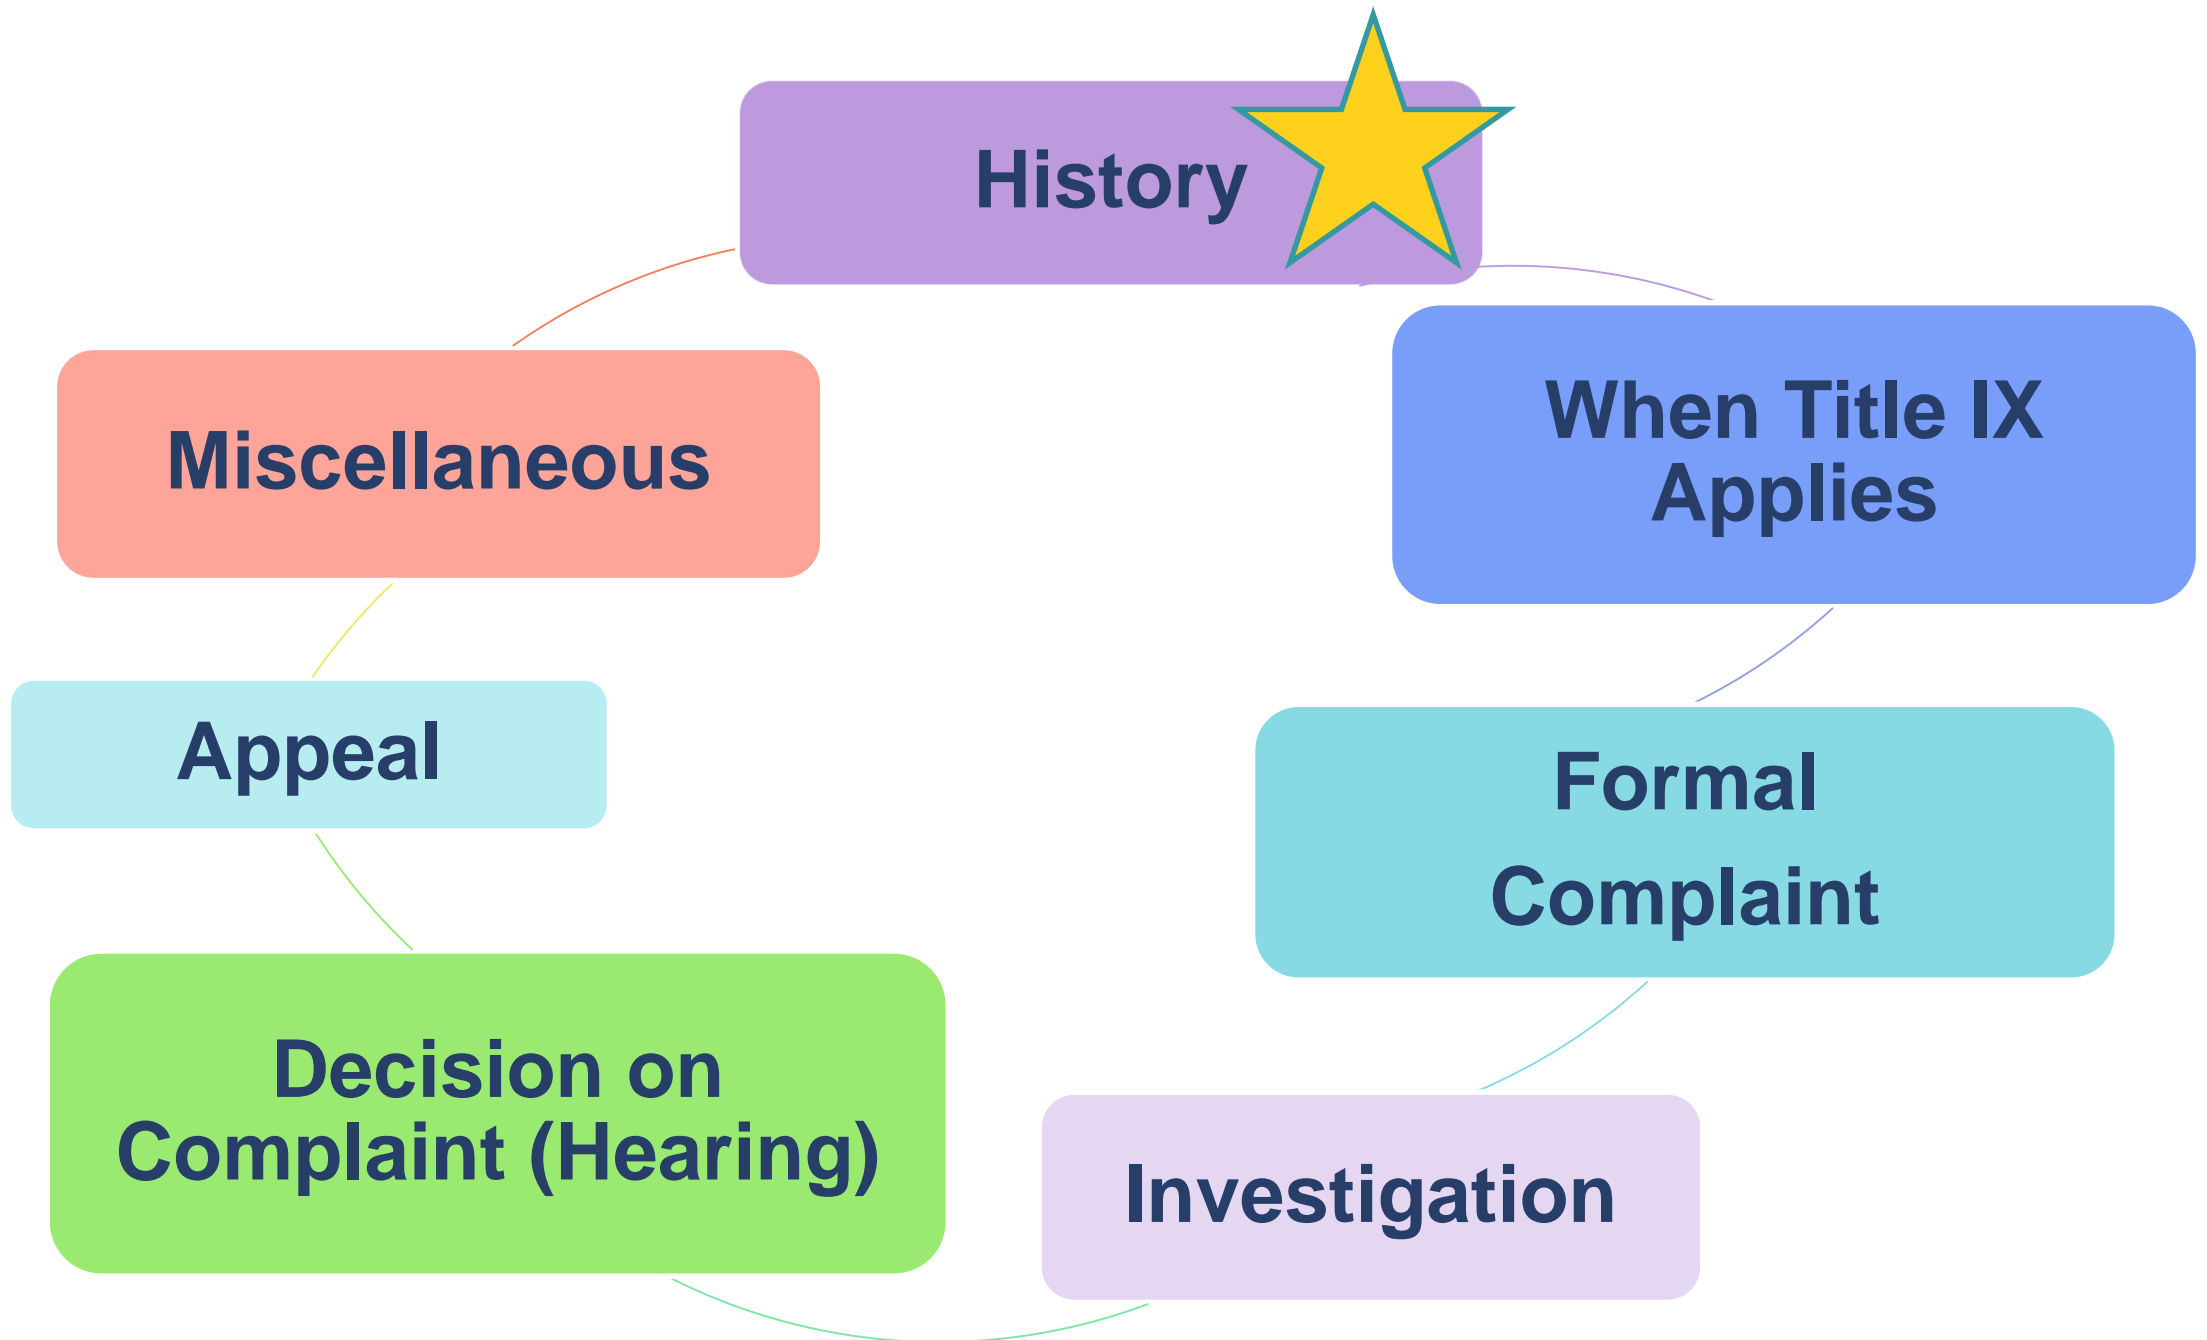 History
When Title IX
Applies
Formal
Complaint
Investigation
Decision on
Complaint (Hearing)
Appeal
Miscellaneous